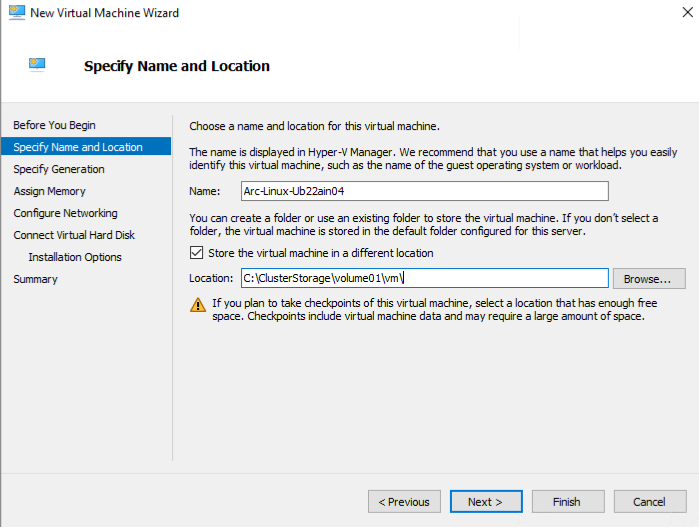 New Virtual Machine Wizard
Specify Name and Location
Before You Begin
Specify Name and Location
Specify Generation
Assign Memory
Configure Networking
Connect Virtual Hard Disk
Installation Options
Summary
Choose a name and location for this virtual machine.
The name is displayed in Hyper-V Manager. We recommend that you use a name that helps you easily
identify this virtual machine, such as the name of the guest operating system or workload.
Name: Arc-Linux-Ub22ain04
You can create a folder or use an existing folder to store the virtual machine. If you don't select a
folder, the virtual machine is stored in the default folder configured for this server.
Store the virtual machine in a different location
Location: C:\ClusterStorage\volume01\vm\ Browse...
If you plan to take checkpoints of this virtual machine, select a location that has enough free
space. Checkpoints include virtual machine data and may require a large amount of space.
< Previous Next > Finish Cancel